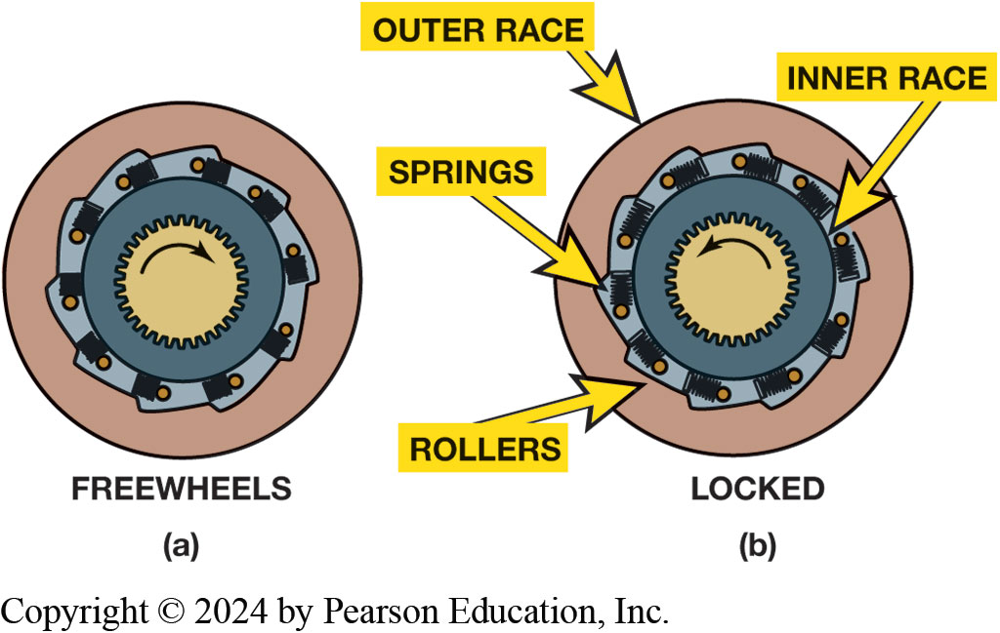 OUTER RACE
INNER RACE
SPRINGS
ROLLERS
FREEWHEELS
LOCKED
(a)
(b)
Copyright © 2024 by Pearson Education, Inc.